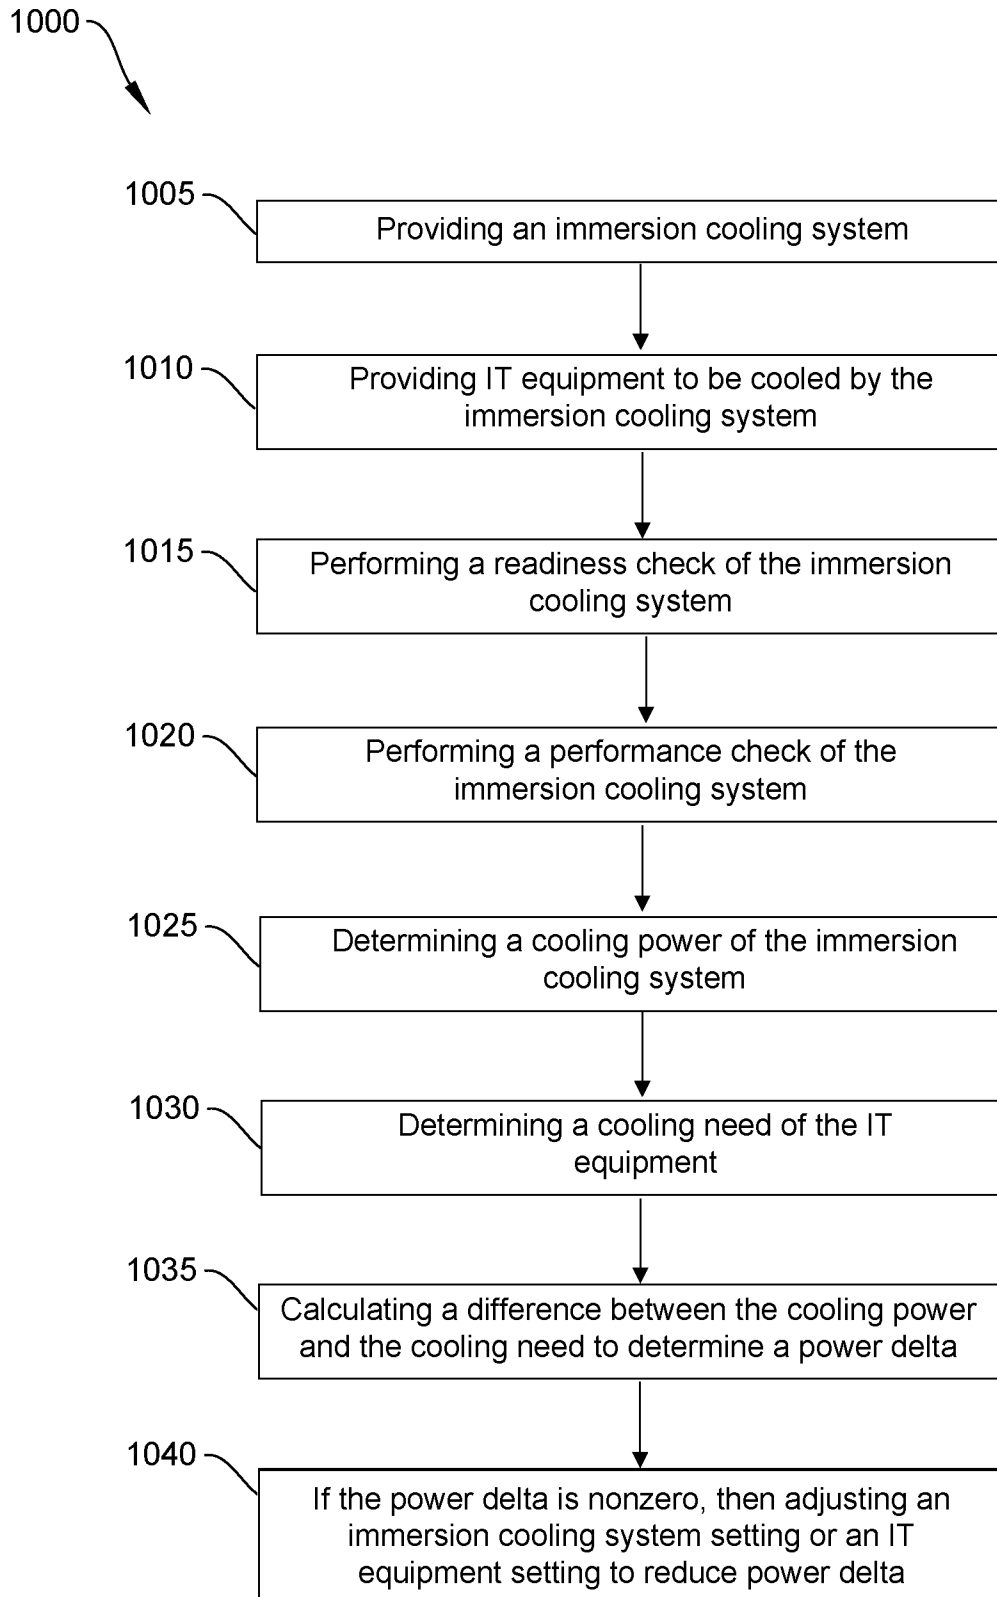 1000
1005
Providing an immersion cooling system
1010
Providing IT equipment to be cooled by the
immersion cooling system
1015
Performing a readiness check of the immersion
cooling system
1020
Performing a performance check of the
immersion cooling system
1025
Determining a cooling power of the immersion
cooling system
1030
Determining a cooling need of the IT
equipment
1035
Calculating a difference between the cooling power
and the cooling need to determine a power delta
1040
If the power delta is nonzero, then adjusting an
immersion cooling system setting or an IT
equipment setting to reduce power delta